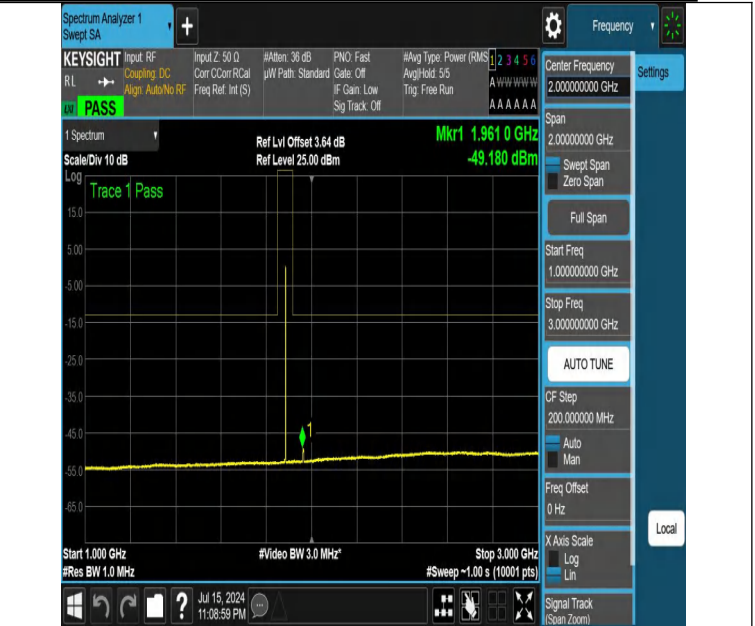 Spectrum Analyzer 1
Swept SA
+
Frequency
KEYSIGHT
RL
PASS
Input: RF
Coupling: DC
Align: Auto/No RF
Input Z: 50 Ω
Corr CCorr RCal
Freq Ref: Int (S)
#Atten: 36 dB
µW Path: Standard
PNO: Fast
Gate: Off
IF Gain: Low
Sig Track: Off
#Avg Type: Power (RMS
Avg|Hold: 5/5
Trig: Free Run
1 2 3 4 5 6
A W W W W W
A A A A A A
1 Spectrum
Scale/Div 10 dB
Ref Lvl Offset 3.64 dB
Ref Level 25.00 dBm
Mkr1 1.961 0 GHz
-49.180 dBm
Log
Trace 1 Pass
15.0
5.00
-5.00
-15.0
-25.0
-35.0
-45.0
-55.0
-65.0
1
Start 1.000 GHz
#Res BW 1.0 MHz
#Video BW 3.0 MHz*
Stop 3.000 GHz
#Sweep ~1.00 s (10001 pts)
Center Frequency
2.000000000 GHz
Settings
Span
2.00000000 GHz
Swept Span
Zero Span
Full Span
Start Freq
1.000000000 GHz
Stop Freq
3.000000000 GHz
AUTO TUNE
CF Step
200.000000 MHz
Auto
Man
Freq Offset
0 Hz
X Axis Scale
Log
Lin
Local
Signal Track
(Span Zoom)
?
Jul 15, 2024
11:08:59 PM